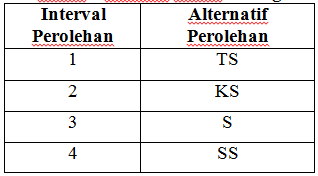 Interval Alternatif
Perolehan Perolehan
1 TS
2 KS
3 S
4 SS